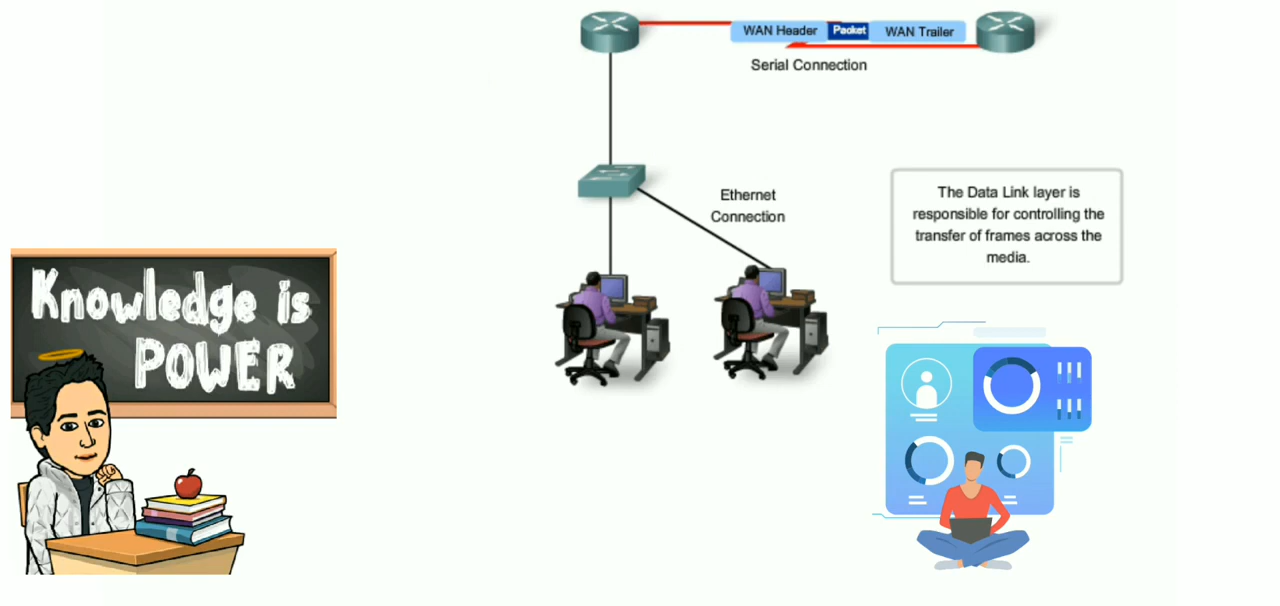 WAN Header Packet WAN Trailer
Serial Connection
Ethernet
Connection
The Data Link layer is
responsible for controlling the
transfer of frames across the
media.
Knowledge is
POWER